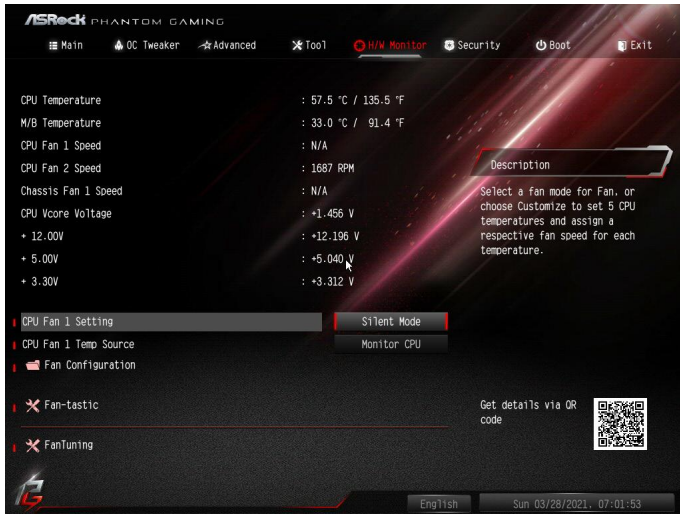 ASRock PHANTOM GAMING
Main OC Tweaker Advanced Tool H/W Monitor Security Boot Exit
CPU Temperature : 57.5 °C / 135.5 °F
M/B Temperature : 33.0 °C / 91.4 °F
CPU Fan 1 Speed : N/A
CPU Fan 2 Speed : 1687 RPM
Chassis Fan 1 Speed : N/A
CPU Vcore Voltage : +1.456 V
+ 12.00V : +12.196 V
+ 5.00V : +5.040 V
+ 3.30V : +3.312 V
CPU Fan 1 Setting Silent Mode
CPU Fan 1 Temp Source Monitor CPU
Fan Configuration
Fan-tastic
FanTuning
Description
Select a fan mode for Fan. or
choose Customize to set 5 CPU
temperatures and assign a
respective fan speed for each
temperature.
Get details via QR
code
English Sun 03/28/2021, 07:01:53